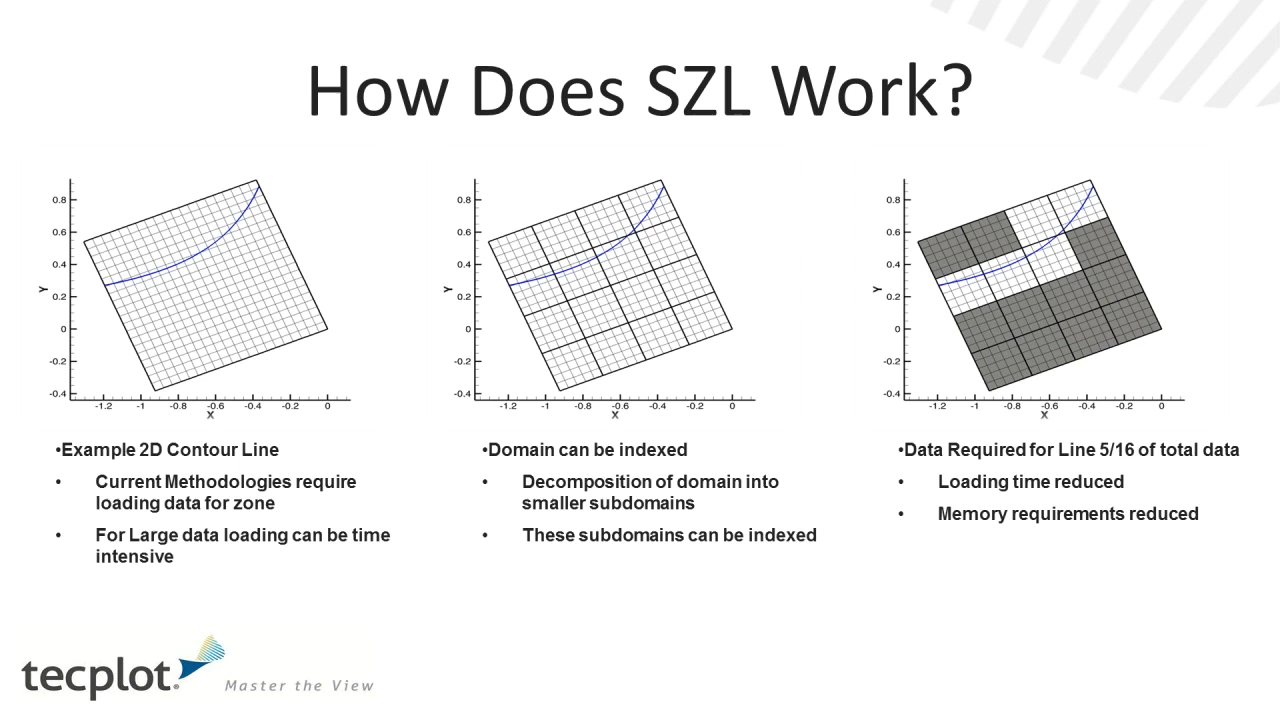 How Does SZL Work?
0.8
0.6
0.4
0.2
0
-0.2
-0.4
Y
-1.2 -1 -0.8 -0.6 -0.4 -0.2 0
X
0.8
0.6
0.4
0.2
0
-0.2
-0.4
Y
-1.2 -1 -0.8 -0.6 -0.4 -0.2 0
X
0.8
0.6
0.4
0.2
0
-0.2
-0.4
Y
-1.2 -1 -0.8 -0.6 -0.4 -0.2 0
X
•Example 2D Contour Line
• Current Methodologies require
loading data for zone
• For Large data loading can be time
intensive
•Domain can be indexed
• Decomposition of domain into
smaller subdomains
• These subdomains can be indexed
•Data Required for Line 5/16 of total data
• Loading time reduced
• Memory requirements reduced
tecplot®
Master the View